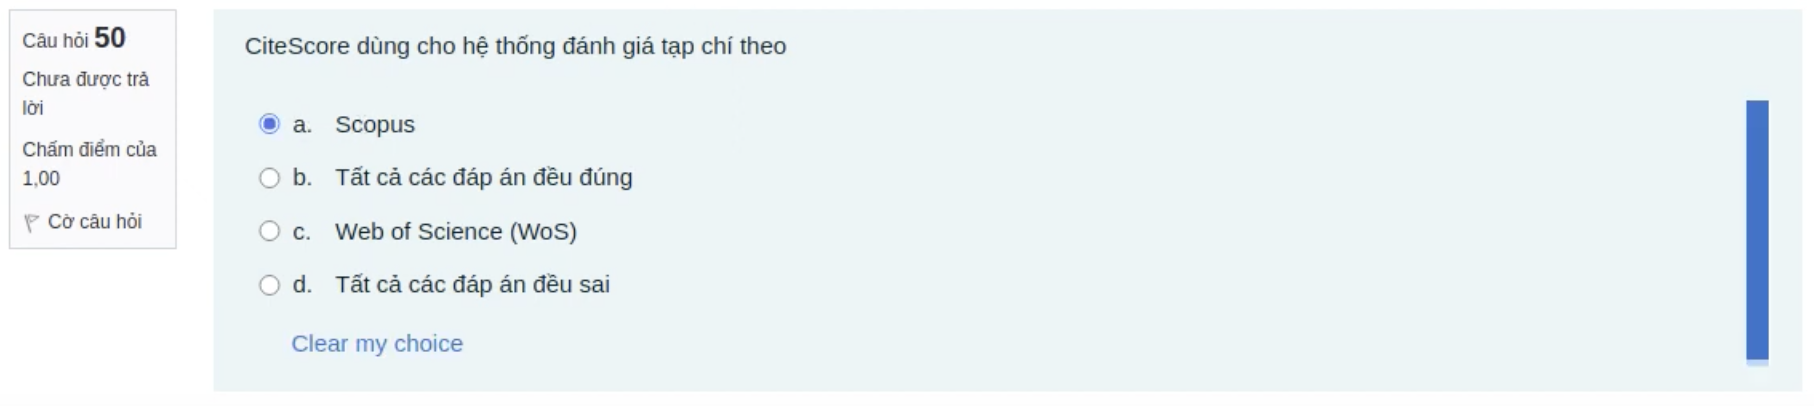 Câu hỏi 50
Chưa được trả
lời
Chấm điểm của
1,00
Cờ câu hỏi
CiteScore dùng cho hệ thống đánh giá tạp chí theo
a. Scopus
b. Tất cả các đáp án đều đúng
c. Web of Science (WoS)
d. Tất cả các đáp án đều sai
Clear my choice